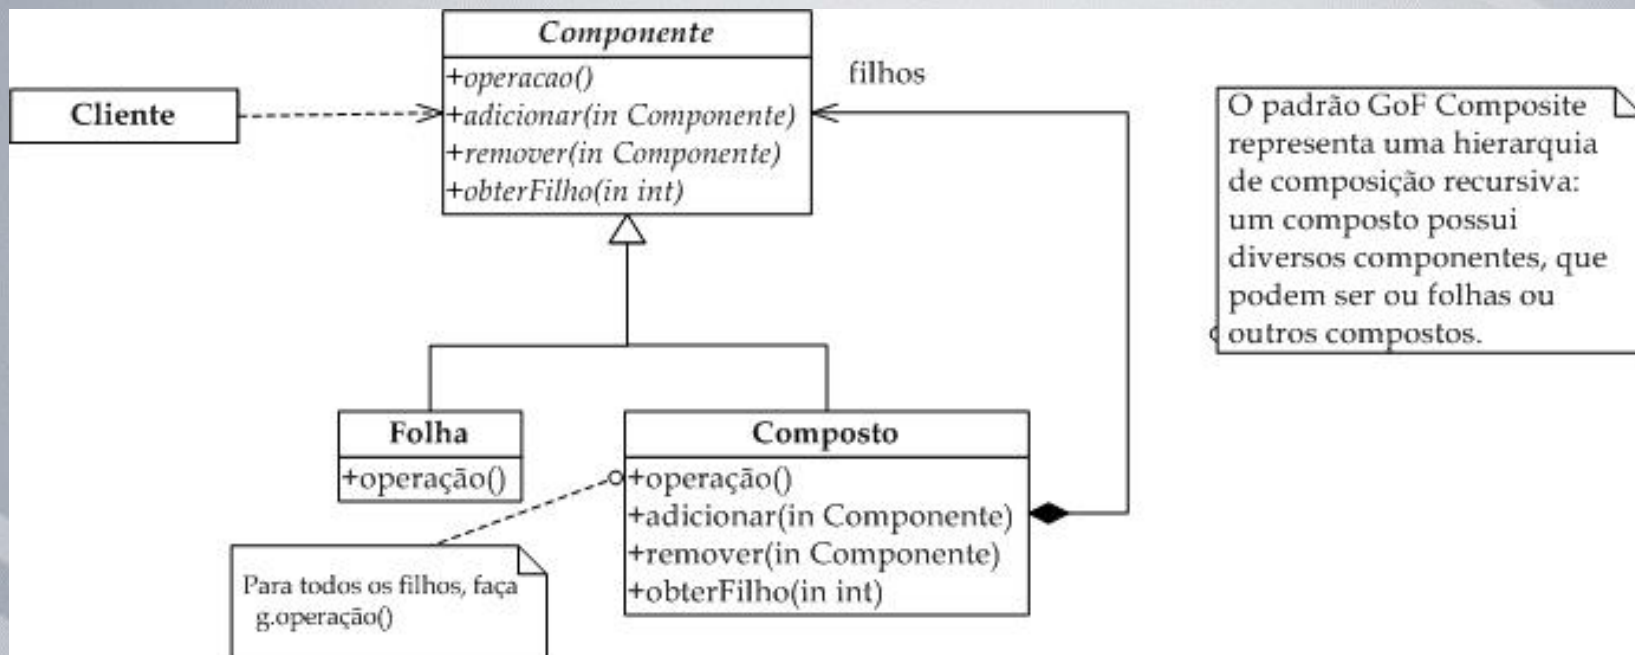 Componente
+operacao()
+adicionar(in Componente)
+remover(in Componente)
+obterFilho(in int)
filhos
Cliente
O padrão GoF Composite
representa uma hierarquia
de composição recursiva:
um composto possui
diversos componentes, que
podem ser ou folhas ou
outros compostos.
Folha
+operação()
Composto
+operação()
+adicionar(in Componente)
+remover(in Componente)
+obterFilho(in int)
Para todos os filhos, faça
g.operação()